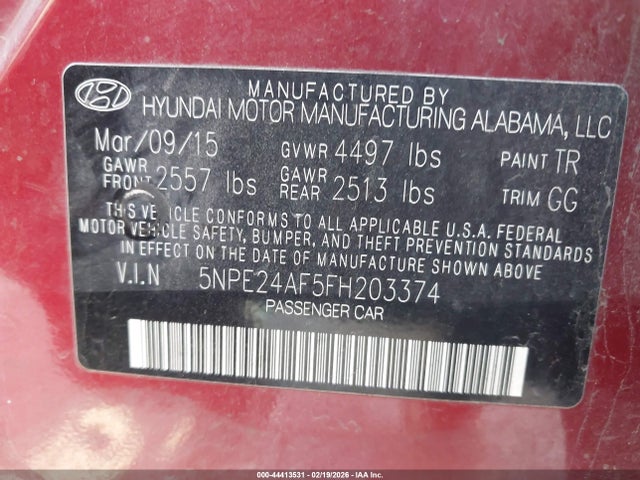 MANUFACTURED BY
HYUNDAI MOTOR MANUFACTURING ALABAMA, LLC
Mar/09/15 GVWR 4497 lbs PAINT TR
GAWR FRONT 2557 lbs GAWR REAR 2513 lbs TRIM GG
THIS VEHICLE CONFORMS TO ALL APPLICABLE U.S.A. FEDERAL
MOTOR VEHICLE SAFETY, BUMPER, AND THEFT PREVENTION STANDARDS
IN EFFECT ON THE DATE OF MANUFACTURE SHOWN ABOVE.
V.I.N 5NPE24AF5FH203374
PASSENGER CAR
000-44413531 - 02/19/2026 - IAA Inc.